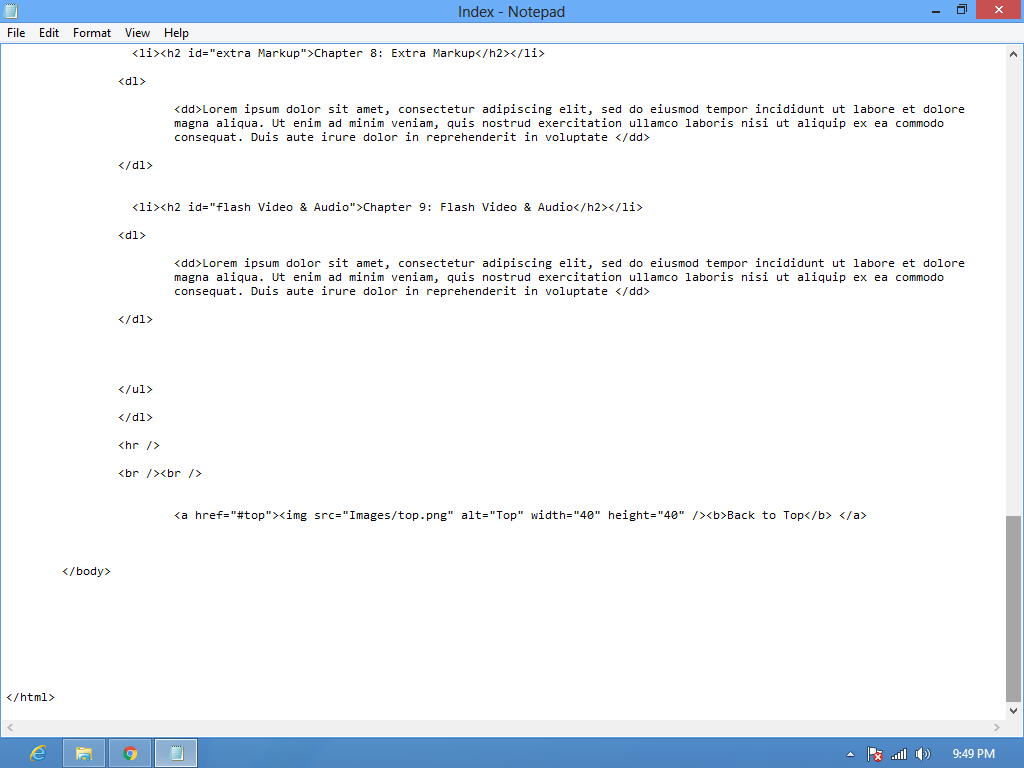 Index - Notepad
File Edit Format View Help
<li><h2 id="extra Markup">Chapter 8: Extra Markup</h2></li>
<dl>
<dd>Lorem ipsum dolor sit amet, consectetur adipiscing elit, sed do eiusmod tempor incididunt ut labore et dolore
magna aliqua. Ut enim ad minim veniam, quis nostrud exercitation ullamco laboris nisi ut aliquip ex ea commodo
consequat. Duis aute irure dolor in reprehenderit in voluptate </dd>
</dl>
<li><h2 id="flash Video & Audio">Chapter 9: Flash Video & Audio</h2></li>
<dl>
<dd>Lorem ipsum dolor sit amet, consectetur adipiscing elit, sed do eiusmod tempor incididunt ut labore et dolore
magna aliqua. Ut enim ad minim veniam, quis nostrud exercitation ullamco laboris nisi ut aliquip ex ea commodo
consequat. Duis aute irure dolor in reprehenderit in voluptate </dd>
</dl>
</ul>
</dl>
<hr />
<br /><br />
<a href="#top"><img src="Images/top.png" alt="Top" width="40" height="40" /><b>Back to Top</b> </a>
</body>
</html>
9:49 PM